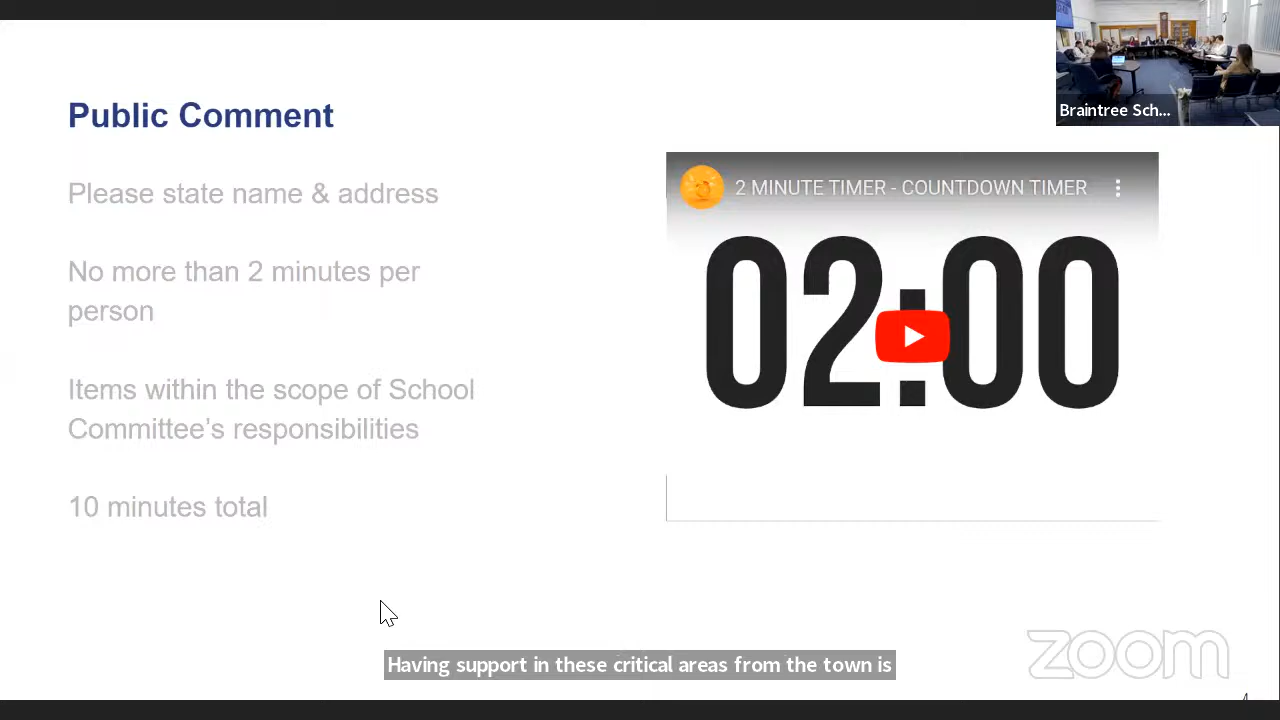 Braintree Sch...
Public Comment
Please state name & address
No more than 2 minutes per
person
Items within the scope of School
Committee’s responsibilities
10 minutes total
2 MINUTE TIMER - COUNTDOWN TIMER
02:00
Having support in these critical areas from the town is
zoom
4